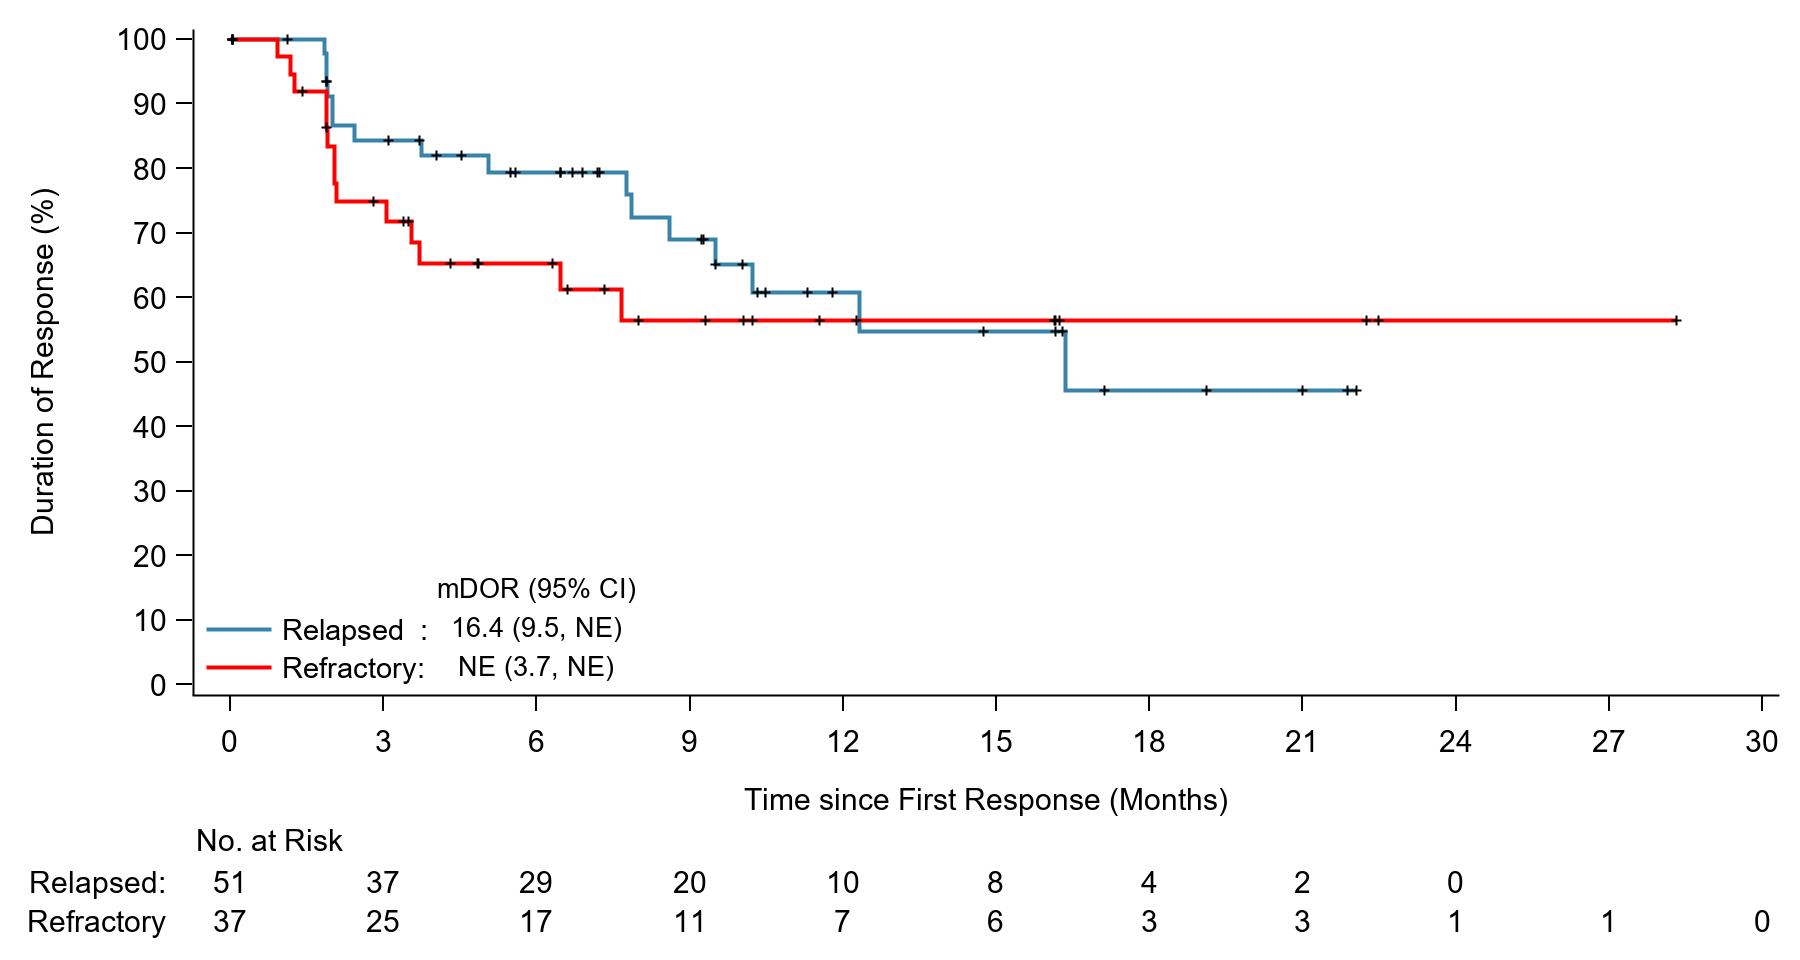 100
90
80
70
60
50
40
30
20
10
0
Duration of Response (%)
mDOR (95% CI)
Relapsed : 16.4 (9.5, NE)
Refractory: NE (3.7, NE)
0 3 6 9 12 15 18 21 24 27 30
Time since First Response (Months)
No. at Risk
Relapsed: 51 37 29 20 10 8 4 2 0
Refractory 37 25 17 11 7 6 3 3 1 1 0